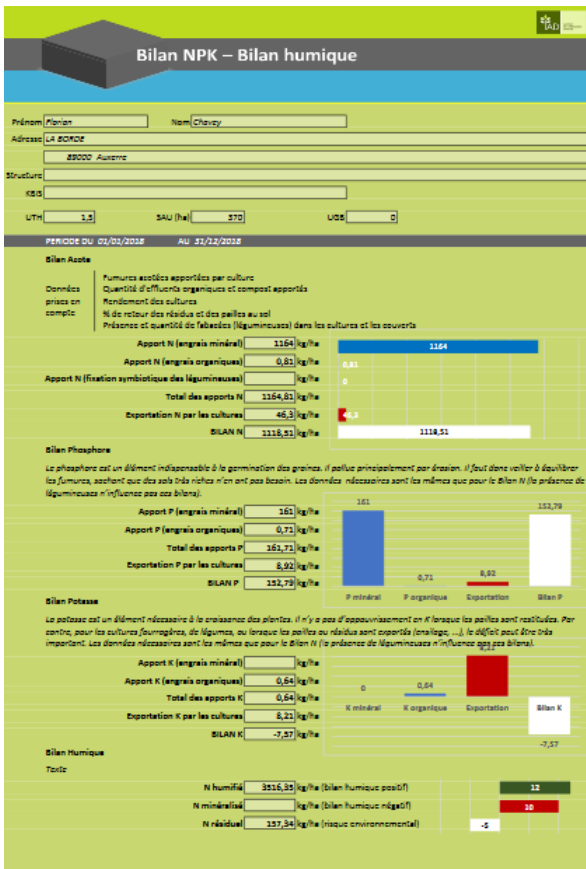 IAD
Bilan NPK – Bilan humique
Prénom Florian Nom Chavey
Adresse LA BORDE
89000 Auxerre
Structure
KBIS
UTH 1,5 SAU (ha) 370 UGB 0
PERIODE DU 01/01/2018 AU 31/12/2018
Bilan Azote
Données prises en compte
Fumures azotées apportées par culture
Quantité d'effluents organiques et compost apportés
Rendement des cultures
% de retour des résidus et des pailles au sol
Présence et quantité de fabacées (légumineuses) dans les cultures et les couverts
Apport N (engrais minéral) 1164 kg/ha 1164
Apport N (engrais organiques) 0,81 kg/ha 0,81
Apport N (fixation symbiotique des légumineuses) kg/ha 0
Total des apports N 1164,81 kg/ha
Exportation N par les cultures 46,3 kg/ha 46,3
BILAN N 1118,51 kg/ha 1118,51
Bilan Phosphore
Le phosphore est un élément indispensable à la germination des graines. Il pollue principalement par érosion. Il faut donc veiller à équilibrer
les fumures, sachant que des sols très riches n'en ont pas besoin. Les données nécessaires sont les mêmes que pour le Bilan N (la présence de
légumineuses n'influence pas ces bilans).
Apport P (engrais minéral) 161 kg/ha
Apport P (engrais organiques) 0,71 kg/ha
Total des apports P 161,71 kg/ha
Exportation P par les cultures 8,92 kg/ha
BILAN P 152,79 kg/ha
161 0,71 8,92 152,79
P minéral P organique Exportation Bilan P
Bilan Potasse
La potasse est un élément nécessaire à la croissance des plantes. Il n'y a pas d'appauvrissement en K lorsque les pailles sont restituées. Par
contre, pour les cultures fourragères, de légumes, ou lorsque les pailles ou résidus sont exportés (ensilage, ...), le déficit peut être très
important. Les données nécessaires sont les mêmes que pour le Bilan N (la présence de légumineuses n'influence pas ces bilans).
Apport K (engrais minéral) kg/ha
Apport K (engrais organiques) 0,64 kg/ha
Total des apports K 0,64 kg/ha
Exportation K par les cultures 8,21 kg/ha
BILAN K -7,57 kg/ha
0 0,64 8,21 -7,57
K minéral K organique Exportation Bilan K
Bilan Humique
Texte
N humifié 3516,35 kg/ha (bilan humique positif) 12
N minéralisé kg/ha (bilan humique négatif) 10
N résiduel 157,34 kg/ha (risque environnemental) -5